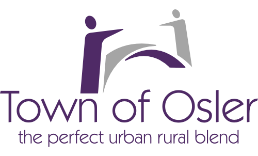 Town of Osler
the perfect urban rural blend